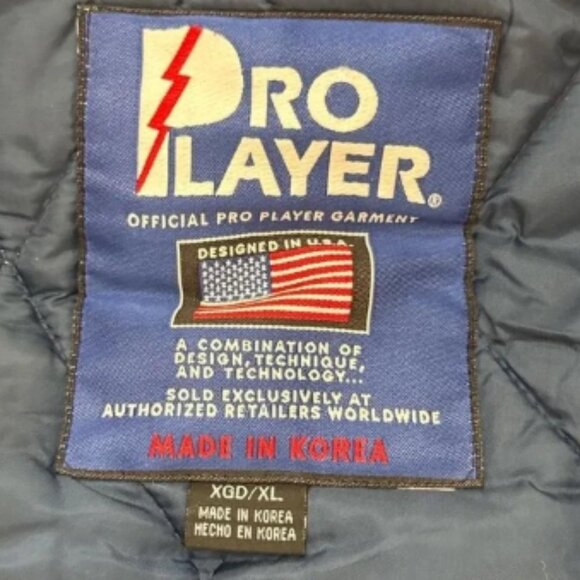 PRO
PLAYER®
OFFICIAL PRO PLAYER GARMENT
DESIGNED IN U.S.A.
A COMBINATION OF
DESIGN, TECHNIQUE,
AND TECHNOLOGY...
SOLD EXCLUSIVELY AT
AUTHORIZED RETAILERS WORLDWIDE
MADE IN KOREA
XGD/XL
MADE IN KOREA
HECHO EN KOREA